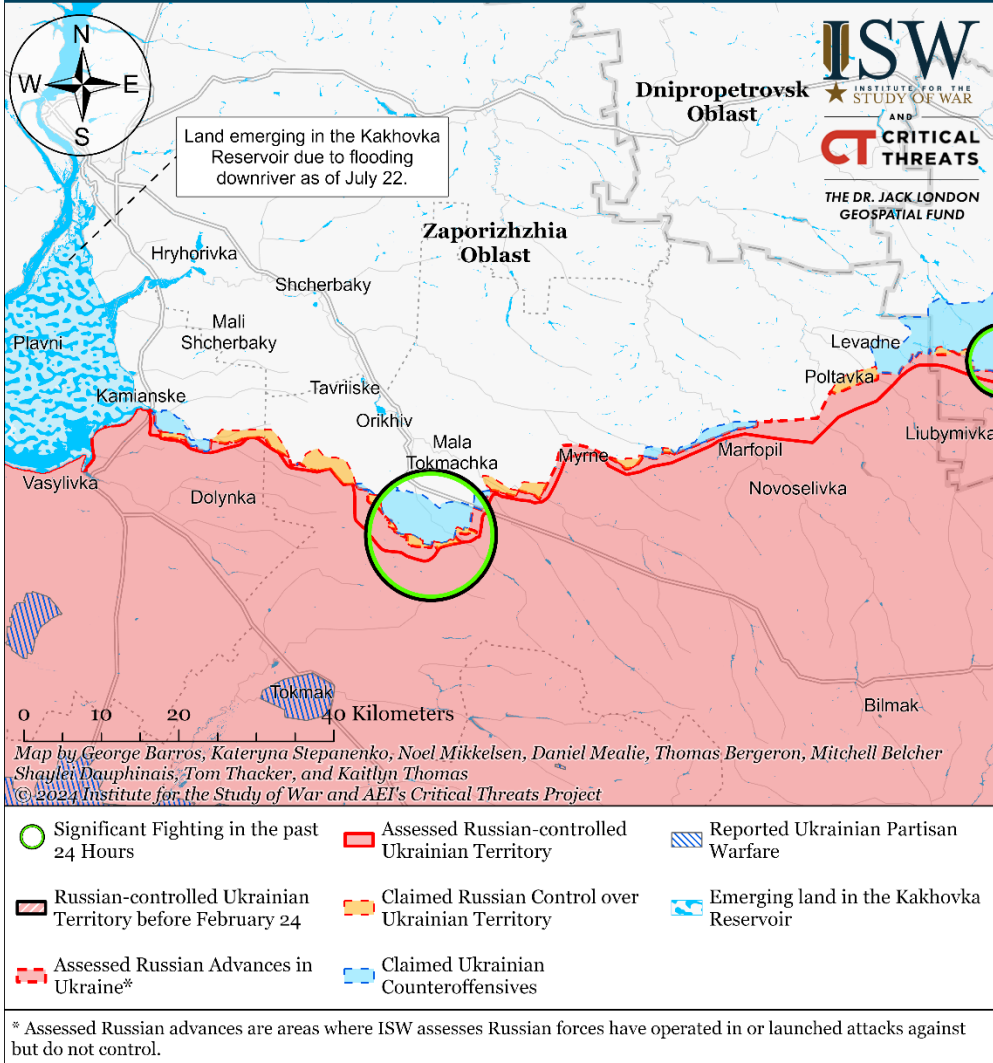 N
W E
S
ISW
INSTITUTE FOR THE
STUDY OF WAR
AND
CT CRITICAL
THREATS
THE DR. JACK LONDON
GEOSPATIAL FUND
Land emerging in the Kakhovka
Reservoir due to flooding
downriver as of July 22.
Dnipropetrovsk
Oblast
Zaporizhzhia
Oblast
Hryhorivka
Shcherbaky
Plavni
Mali
Shcherbaky
Levadne
Poltavka
Kamianske
Tavriiske
Orikhiv
Mala
Tokmachka
Myrne
Marfopil
Liubymivka
Vasylivka
Dolynka
Novoselivka
Tokmak
Bilmak
0 10 20 40 Kilometers
Map by George Barros, Kateryna Stepanenko, Noel Mikkelsen, Daniel Mealie, Thomas Bergeron, Mitchell Belcher
Shaylei Dauphinais, Tom Thacker, and Kaitlyn Thomas
© 2024 Institute for the Study of War and AEI's Critical Threats Project
Significant Fighting in the past
24 Hours
Assessed Russian-controlled
Ukrainian Territory
Reported Ukrainian Partisan
Warfare
Russian-controlled Ukrainian
Territory before February 24
Claimed Russian Control over
Ukrainian Territory
Emerging land in the Kakhovka
Reservoir
Assessed Russian Advances in
Ukraine*
Claimed Ukrainian
Counteroffensives
* Assessed Russian advances are areas where ISW assesses Russian forces have operated in or launched attacks against
but do not control.